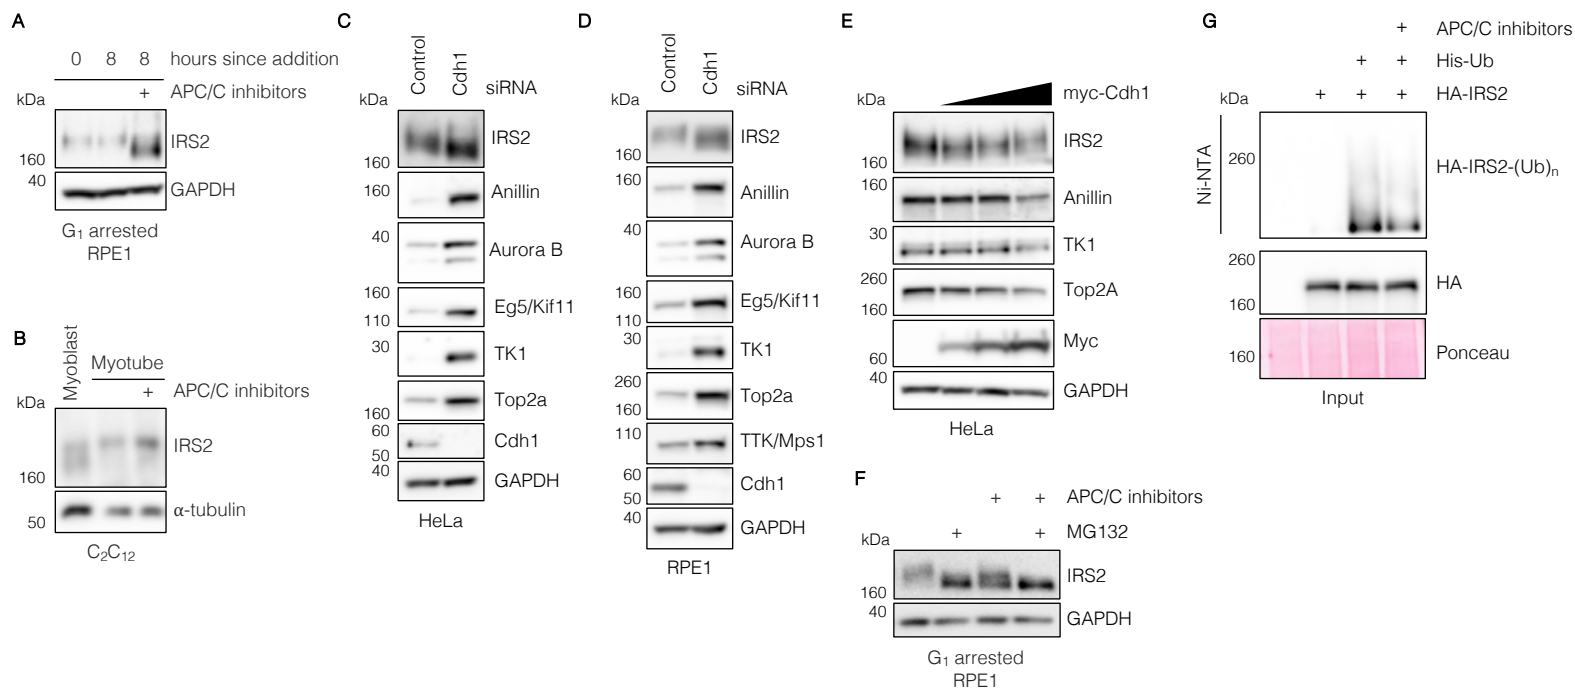 A
0 8 8 hours since addition
+ APC/C inhibitors
kDa
IRS2
160
40
GAPDH
G1 arrested
RPE1
B
Myoblast
Myotube
+ APC/C inhibitors
kDa
IRS2
160
α-tubulin
50
C2C12
C
Control
Cdh1
siRNA
kDa
IRS2
160
160
Anillin
40
Aurora B
160
Eg5/Kif11
110
30
TK1
Top2a
160
60
Cdh1
50
40
GAPDH
HeLa
D
Control
Cdh1
siRNA
kDa
IRS2
160
160
Anillin
40
Aurora B
160
Eg5/Kif11
110
30
TK1
260
Top2a
160
110
TTK/Mps1
60
Cdh1
50
40
GAPDH
RPE1
E
myc-Cdh1
kDa
IRS2
160
160
Anillin
30
TK1
260
Top2A
160
Myc
60
40
GAPDH
HeLa
F
+ + APC/C inhibitors
+ + MG132
kDa
IRS2
160
40
GAPDH
G1 arrested
RPE1
G
+ APC/C inhibitors
+ + His-Ub
+ + + HA-IRS2
kDa
Ni-NTA
260
HA-IRS2-(Ub)n
260
HA
160
160
Ponceau
Input